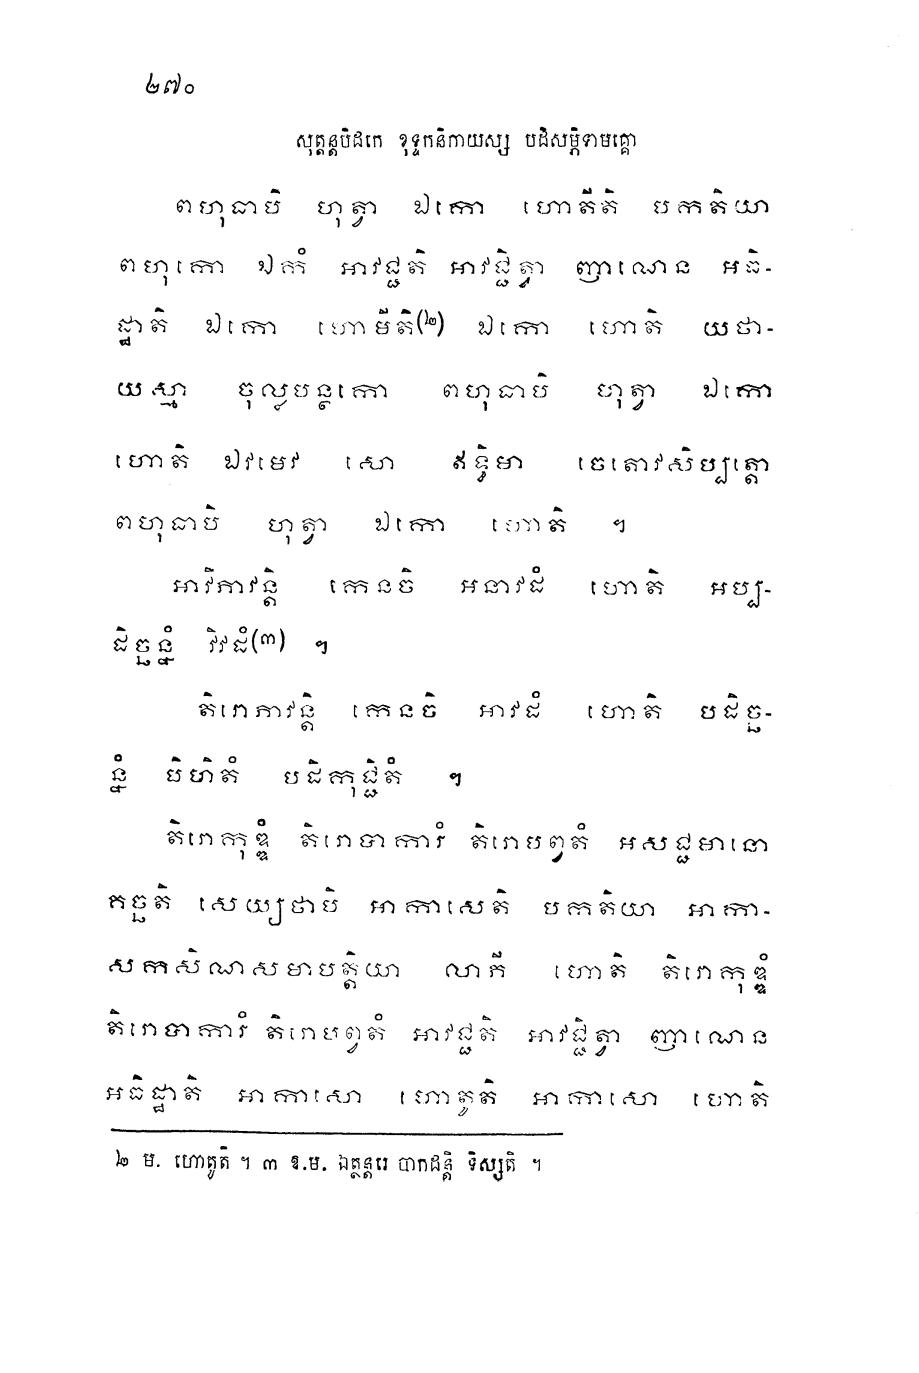 ២៧០
សុត្តន្តបិដកេ ខុទ្ទកនិកាយស្ស បដិសម្ភិទាមគ្គោ
ពហុធាបិ ហុត្វា ឯកោ ហោតីតិ បកតិយា
ពហុកោ ឯកំ អាវជ្ជតិ អាវជ្ជិត្វា ញាណេន អធិ-
ដ្ឋាតិ ឯកោ ហោមីតិ(២) ឯកោ ហោតិ យថា-
យស្មា ចុល្លបន្ថកោ ពហុធាបិ ហុត្វា ឯកោ
ហោតិ ឯវមេវ សោ ឥទ្ធិមា ចេតោវសិប្បត្តោ
ពហុធាបិ ហុត្វា ឯកោ ហោតិ ។
អាវិភាវន្តិ កេនចិ អនាវដំ ហោតិ អប្ប-
ដិច្ឆន្នំ វិវដំ(៣) ។
តិរោភាវន្តិ កេនចិ អាវដំ ហោតិ បដិច្ឆ-
ន្នំ បិហិតំ បដិកុជ្ជិតំ ។
តិរោកុឌ្ឌំ តិរោបាការំ តិរោបព្វតំ អសជ្ជមានោ
គច្ឆតិ សេយ្យថាបិ អាកាសេតិ បកតិយា អាកា-
សកសិណសមាបត្តិយា លាភី ហោតិ តិរោកុឌ្ឌំ
តិរោបាការំ តិរោបព្វតំ អាវជ្ជតិ អាវជ្ជិត្វា ញាណេន
អធិដ្ឋាតិ អាកាសោ ហោតូតិ អាកាសោ ហោតិ
២ ម. ហោតូតិ ។ ៣ ឱ.ម. ឯត្ថន្តរេ បាកដន្តិ ទិស្សតិ ។